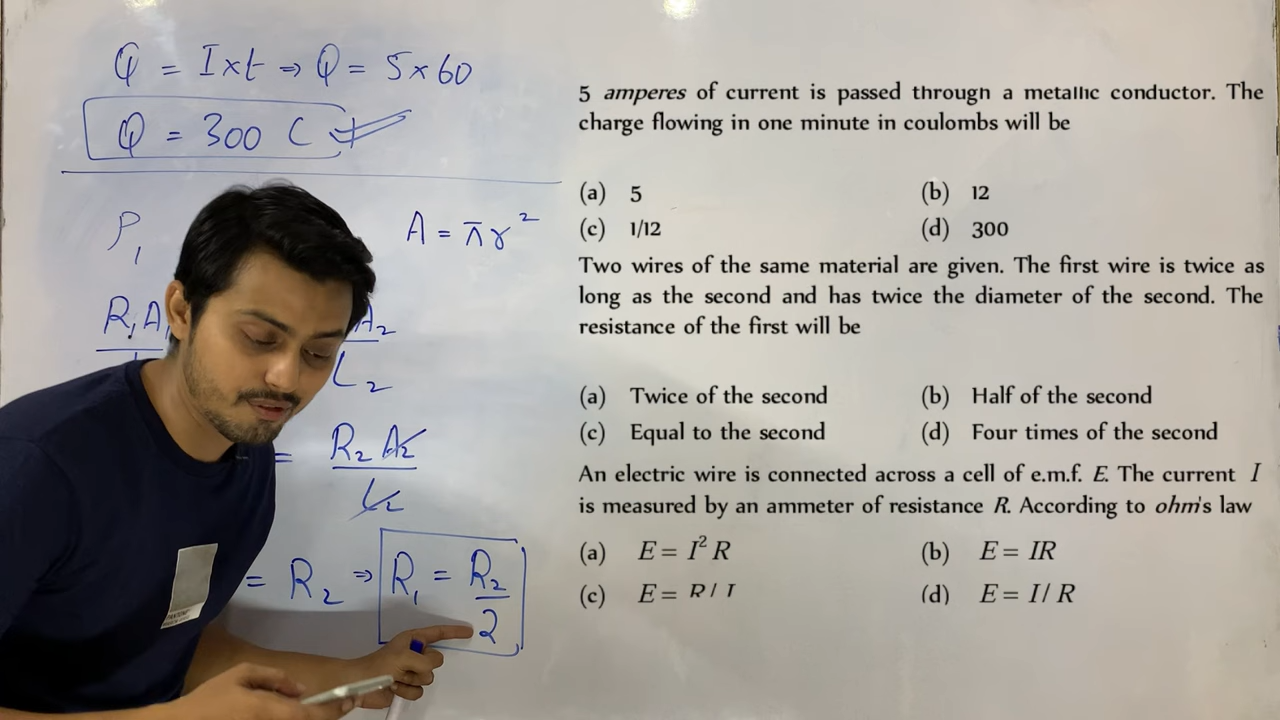 Q = I×t ⇒ Q = 5×60
Q = 300 C
ρ₁
A = πr²
R₁A₁
A₂
L₂
= R₂ A₂
L₂
= R₂ ⇒ R₁ = R₂
2
5 amperes of current is passed through a metallic conductor. The
charge flowing in one minute in coulombs will be
(a) 5 (b) 12
(c) 1/12 (d) 300
Two wires of the same material are given. The first wire is twice as
long as the second and has twice the diameter of the second. The
resistance of the first will be
(a) Twice of the second (b) Half of the second
(c) Equal to the second (d) Four times of the second
An electric wire is connected across a cell of e.m.f. E. The current I
is measured by an ammeter of resistance R. According to ohm's law
(a) E = I² R (b) E = IR
(c) E = R / I (d) E = I / R